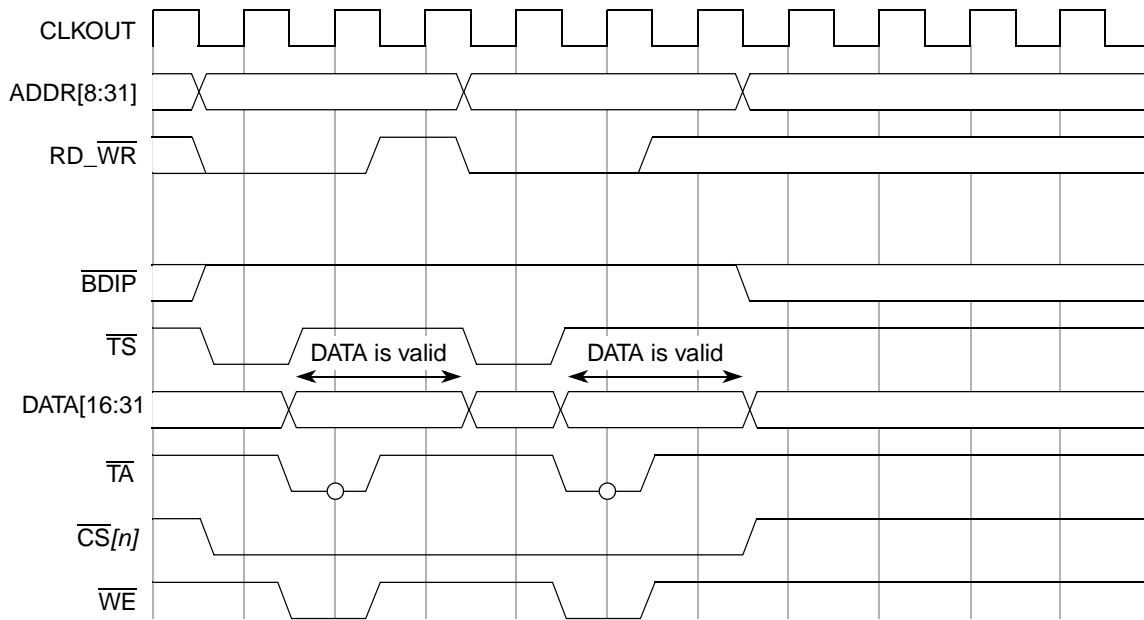 CLKOUT
ADDR[8:31]
RD_WR
BDIP
TS
DATA is valid DATA is valid
DATA[16:31
TA
CS[n]
WE